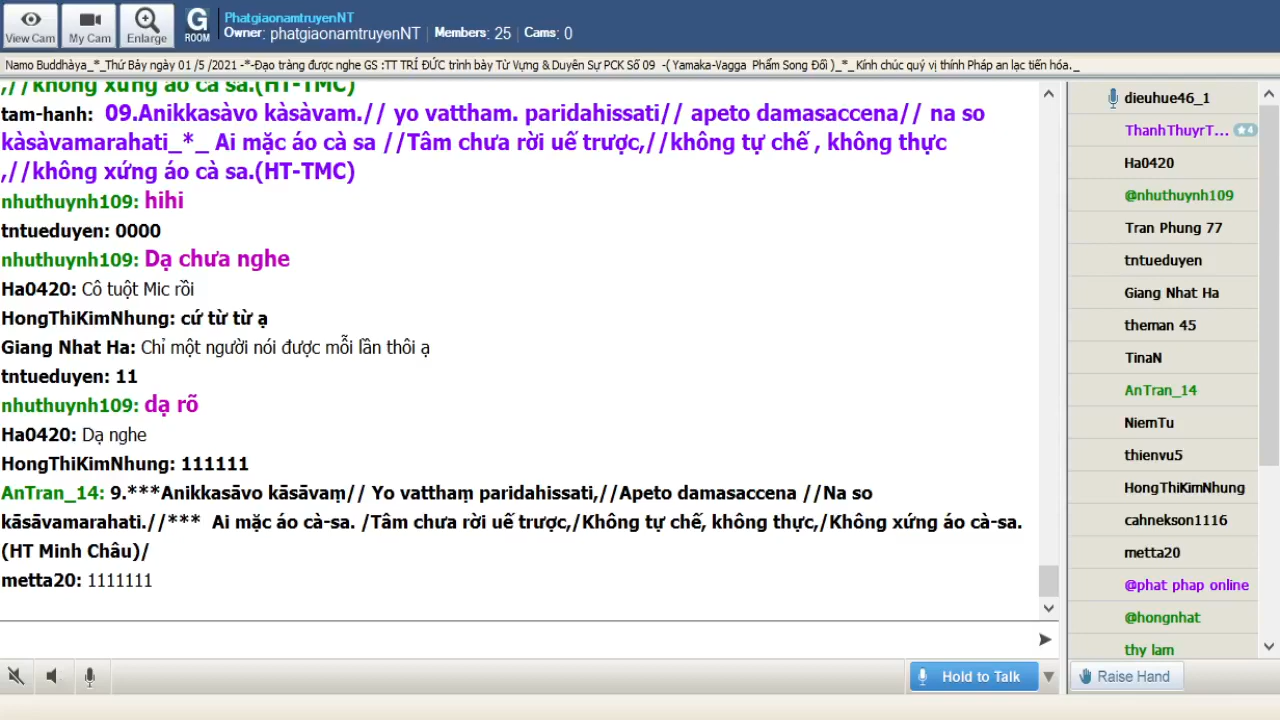 View Cam
My Cam
Enlarge
G
ROOM
PhatgiaonamtruyenNT
Owner: phatgiaonamtruyenNT | Members: 25 | Cams: 0
Namo Buddhàya_*_Thứ Bảy ngày 01 /5 /2021 -*-Đạo tràng được nghe GS :TT TRÍ ĐỨC trình bày Từ Vựng & Duyên Sự PCK Số 09 -( Yamaka-Vagga Phẩm Song Đối )_*_ Kính chúc quý vị thính Pháp an lạc tiến hóa._
,//không xứng áo cà sa.(HT-TMC)
tam-hanh: 09.Anikkasàvo kàsàvam.// yo vattham. paridahissati// apeto damasaccena// na so
kàsàvamarahati_*_ Ai mặc áo cà sa //Tâm chưa rời uế trược,//không tự chế , không thực
,//không xứng áo cà sa.(HT-TMC)
nhuthuynh109: hihi
tntueduyen: 0000
nhuthuynh109: Dạ chưa nghe
Ha0420: Cô tuột Mic rồi
HongThiKimNhung: cứ từ từ ạ
Giang Nhat Ha: Chỉ một người nói được mỗi lần thôi ạ
tntueduyen: 11
nhuthuynh109: dạ rõ
Ha0420: Dạ nghe
HongThiKimNhung: 111111
AnTran_14: 9.***Anikkasāvo kāsāvaṃ// Yo vatthaṃ paridahissati,//Apeto damasaccena //Na so
kāsāvamarahati.//*** Ai mặc áo cà-sa. /Tâm chưa rời uế trược,/Không tự chế, không thực,/Không xứng áo cà-sa.
(HT Minh Châu)/
metta20: 1111111
Hold to Talk
dieuhue46_1
ThanhThuyrT... 4
Ha0420
@nhuthuynh109
Tran Phung 77
tntueduyen
Giang Nhat Ha
theman 45
TinaN
AnTran_14
NiemTu
thienvu5
HongThiKimNhung
cahnekson1116
metta20
@phat phap online
@hongnhat
thy lam
Raise Hand